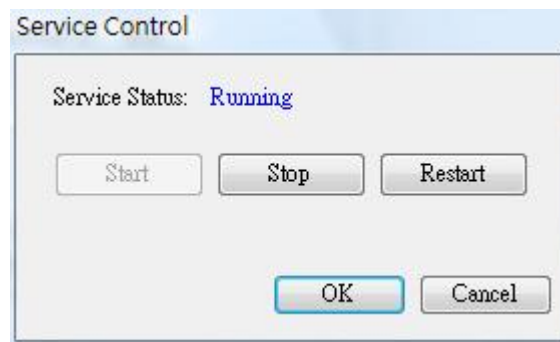 Service Control
Service Status: Running
Start Stop Restart
OK Cancel